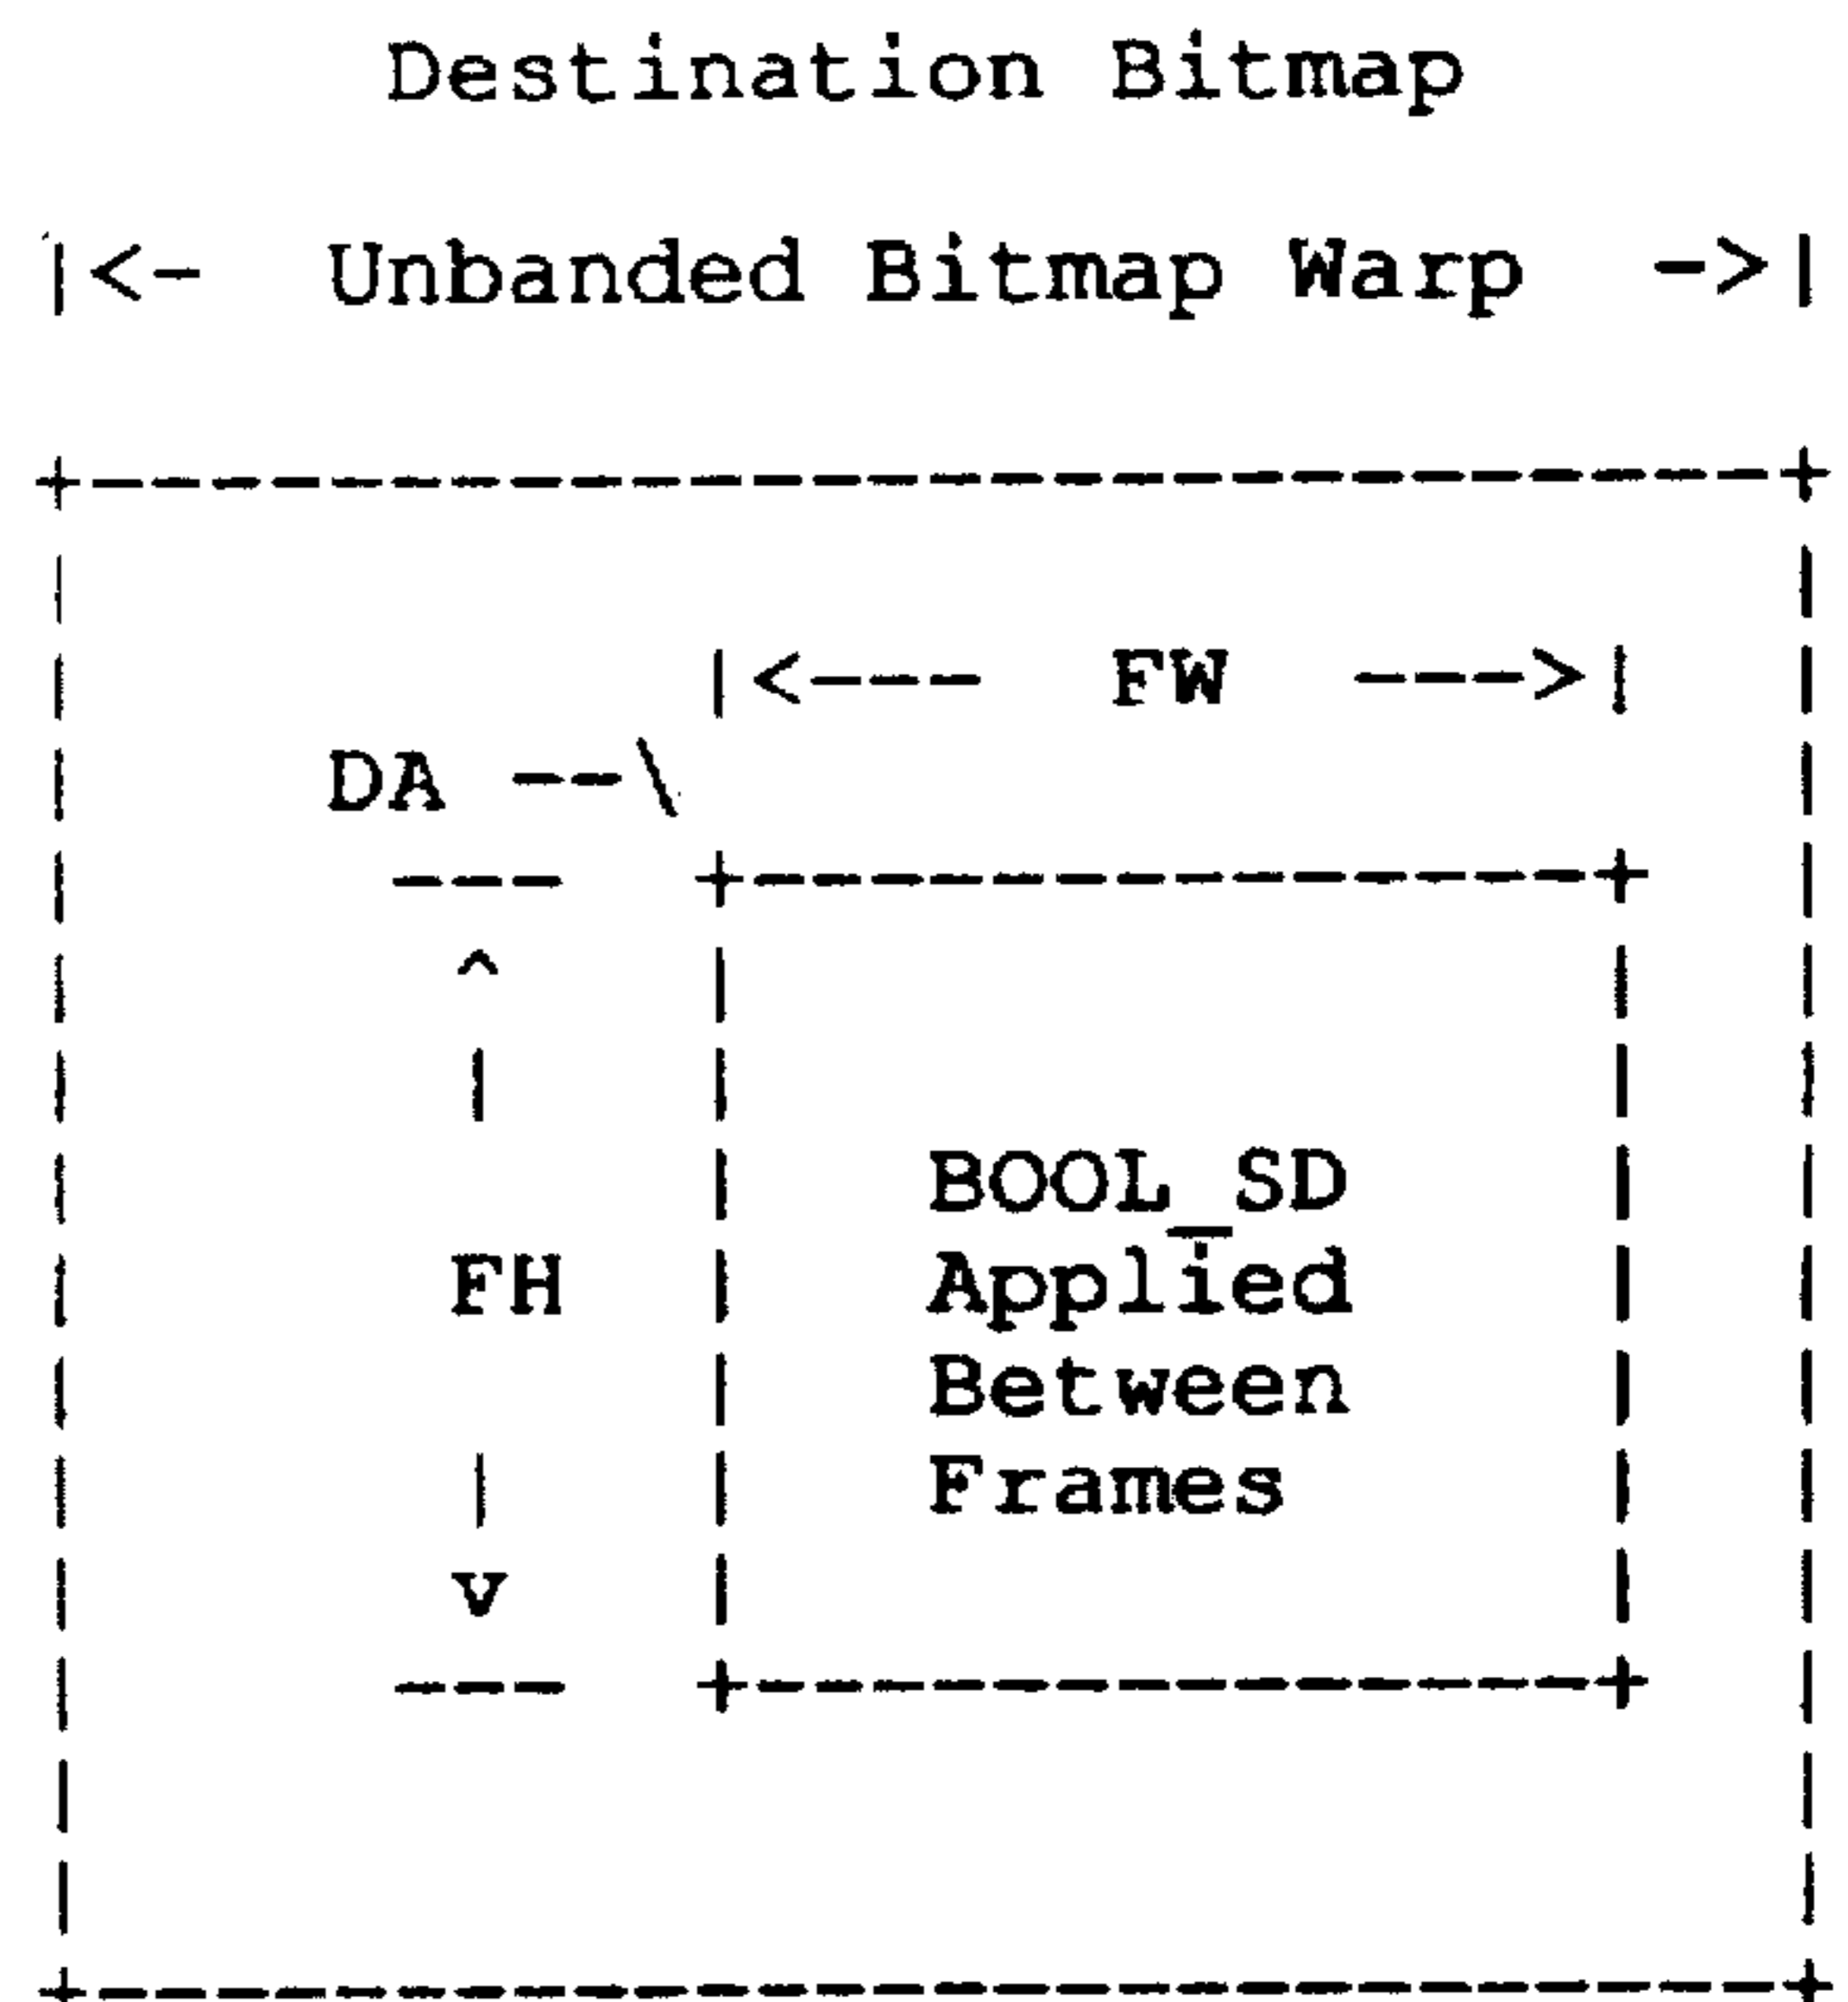 Destination Bitmap
|<-  Unbanded Bitmap Warp  ->|
|<---  FW  --->|
DA --\
BOOL_SD
FH Applied
Between
Frames
v